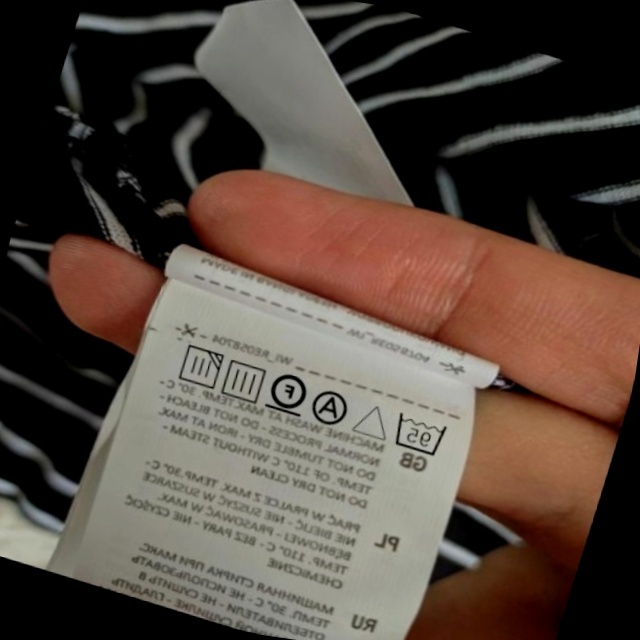 95 A F
GB
MACHINE WASH AT MAX.TEMP. 30°C -
NORMAL PROCESS - DO NOT BLEACH -
DO NOT TUMBLE DRY- IRON AT MAX.
TEMP. OF 110°C WITHOUT STEAM -
DO NOT DRY CLEAN
PL
PRAĆ W PRALCE Z MAX. TEMP.30°C -
NIE BIELIĆ - NIE SUSZYĆ W SUSZARCE
BĘBNOWEJ - PRASOWAĆ W MAX.
TEMP. 110°C - BEZ PARY - NIE CZYŚCIĆ
CHEMICZNIE
RU
МАШИННАЯ СТИРКА ПРИ МАКС.
ТЕМП. 30°C - НЕ ИСПОЛЬЗОВАТЬ
ОТБЕЛИВАТЕЛИ - НЕ СУШИТЬ В
СУШИЛКЕ - ГЛАДИТЬ